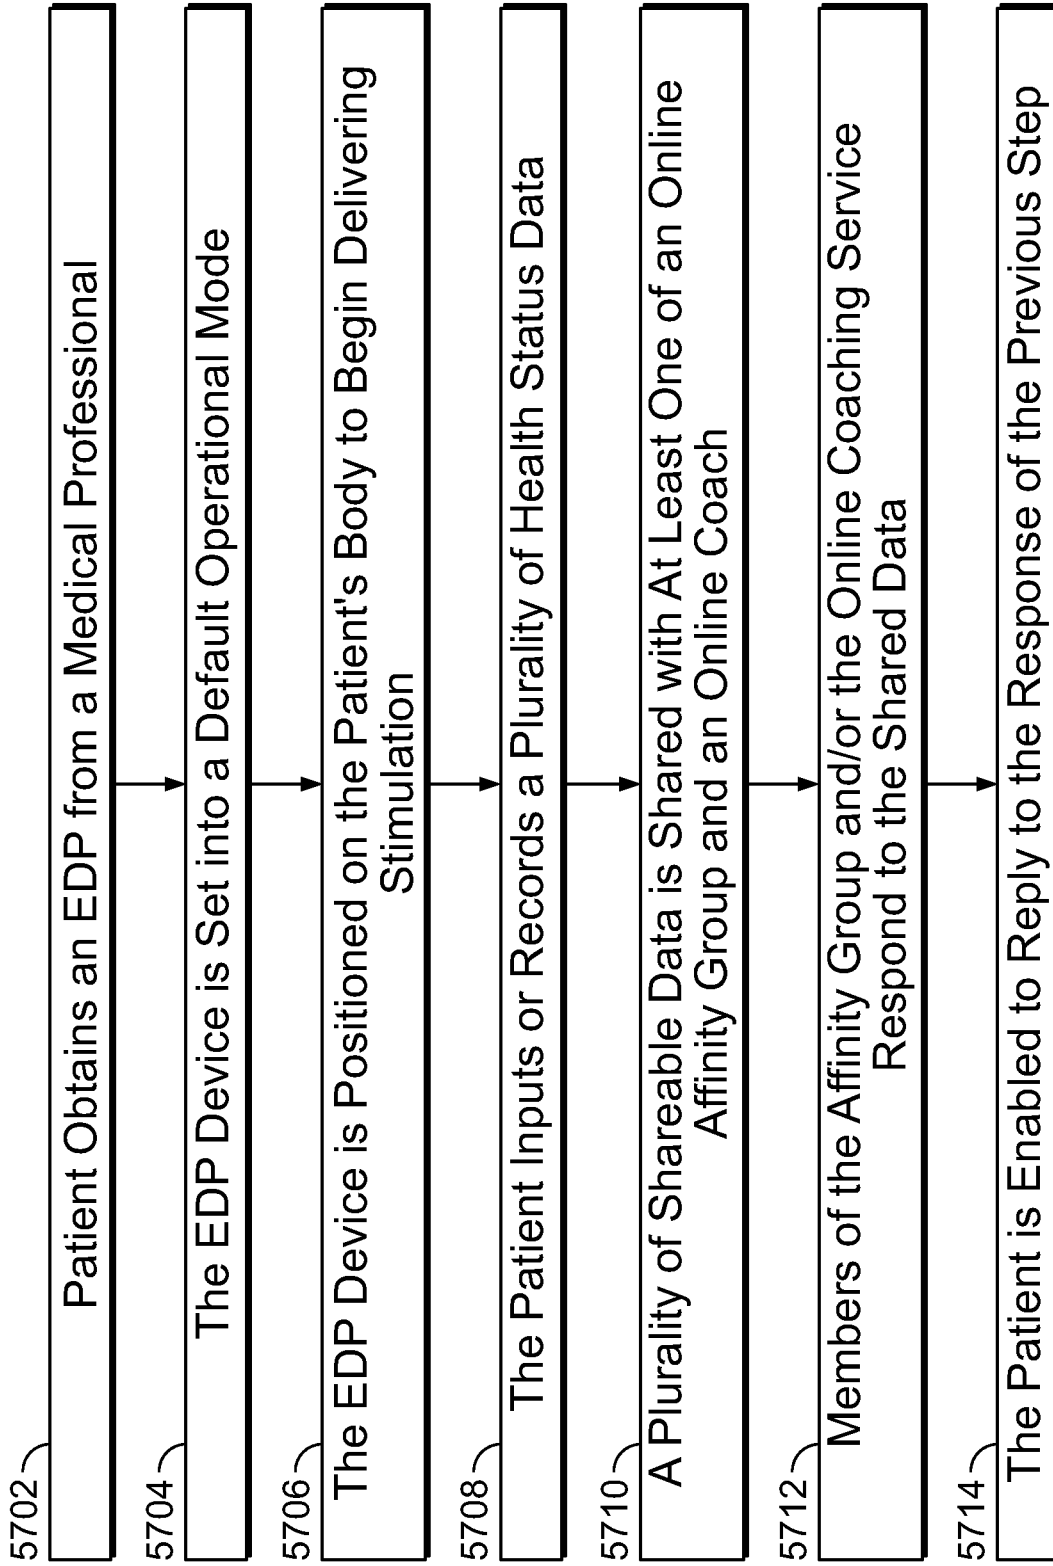 5702
Patient Obtains an EDP from a Medical Professional
5704
The EDP Device is Set into a Default Operational Mode
5706
The EDP Device is Positioned on the Patient's Body to Begin Delivering
Stimulation
5708
The Patient Inputs or Records a Plurality of Health Status Data
5710
A Plurality of Shareable Data is Shared with At Least One of an Online
Affinity Group and an Online Coach
5712
Members of the Affinity Group and/or the Online Coaching Service
Respond to the Shared Data
5714
The Patient is Enabled to Reply to the Response of the Previous Step